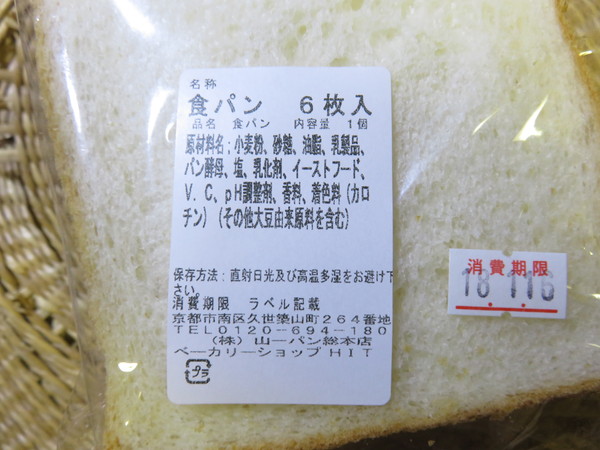 名称
食パン　６枚入
品名　食パン　内容量　1個
原材料名：小麦粉、砂糖、油脂、乳製品、
パン酵母、塩、乳化剤、イーストフード、
Ｖ．Ｃ、ｐＨ調整剤、香料、着色料（カロ
チン）（その他大豆由来原料を含む）
保存方法：直射日光及び高温多湿をお避け下
さい。
消費期限　ラベル記載
京都市南区久世築山町２６４番地
ＴＥＬ０１２０－６９４－１８０
（株）山一パン総本店
ベーカリーショップＨＩＴ
プラ
消費期限
18.11.6